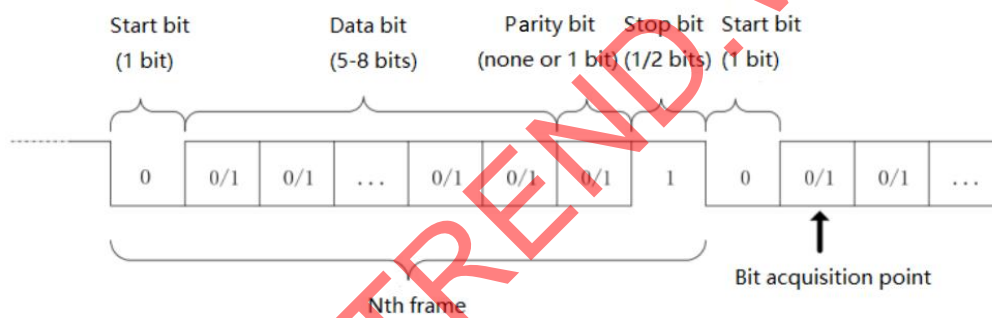 Start bit Data bit Parity bit Stop bit Start bit
(1 bit) (5-8 bits) (none or 1 bit) (1/2 bits) (1 bit)
0 0/1 0/1 ... 0/1 0/1 0/1 1 0 0/1 0/1 ...
Bit acquisition point
Nth frame
TREND.